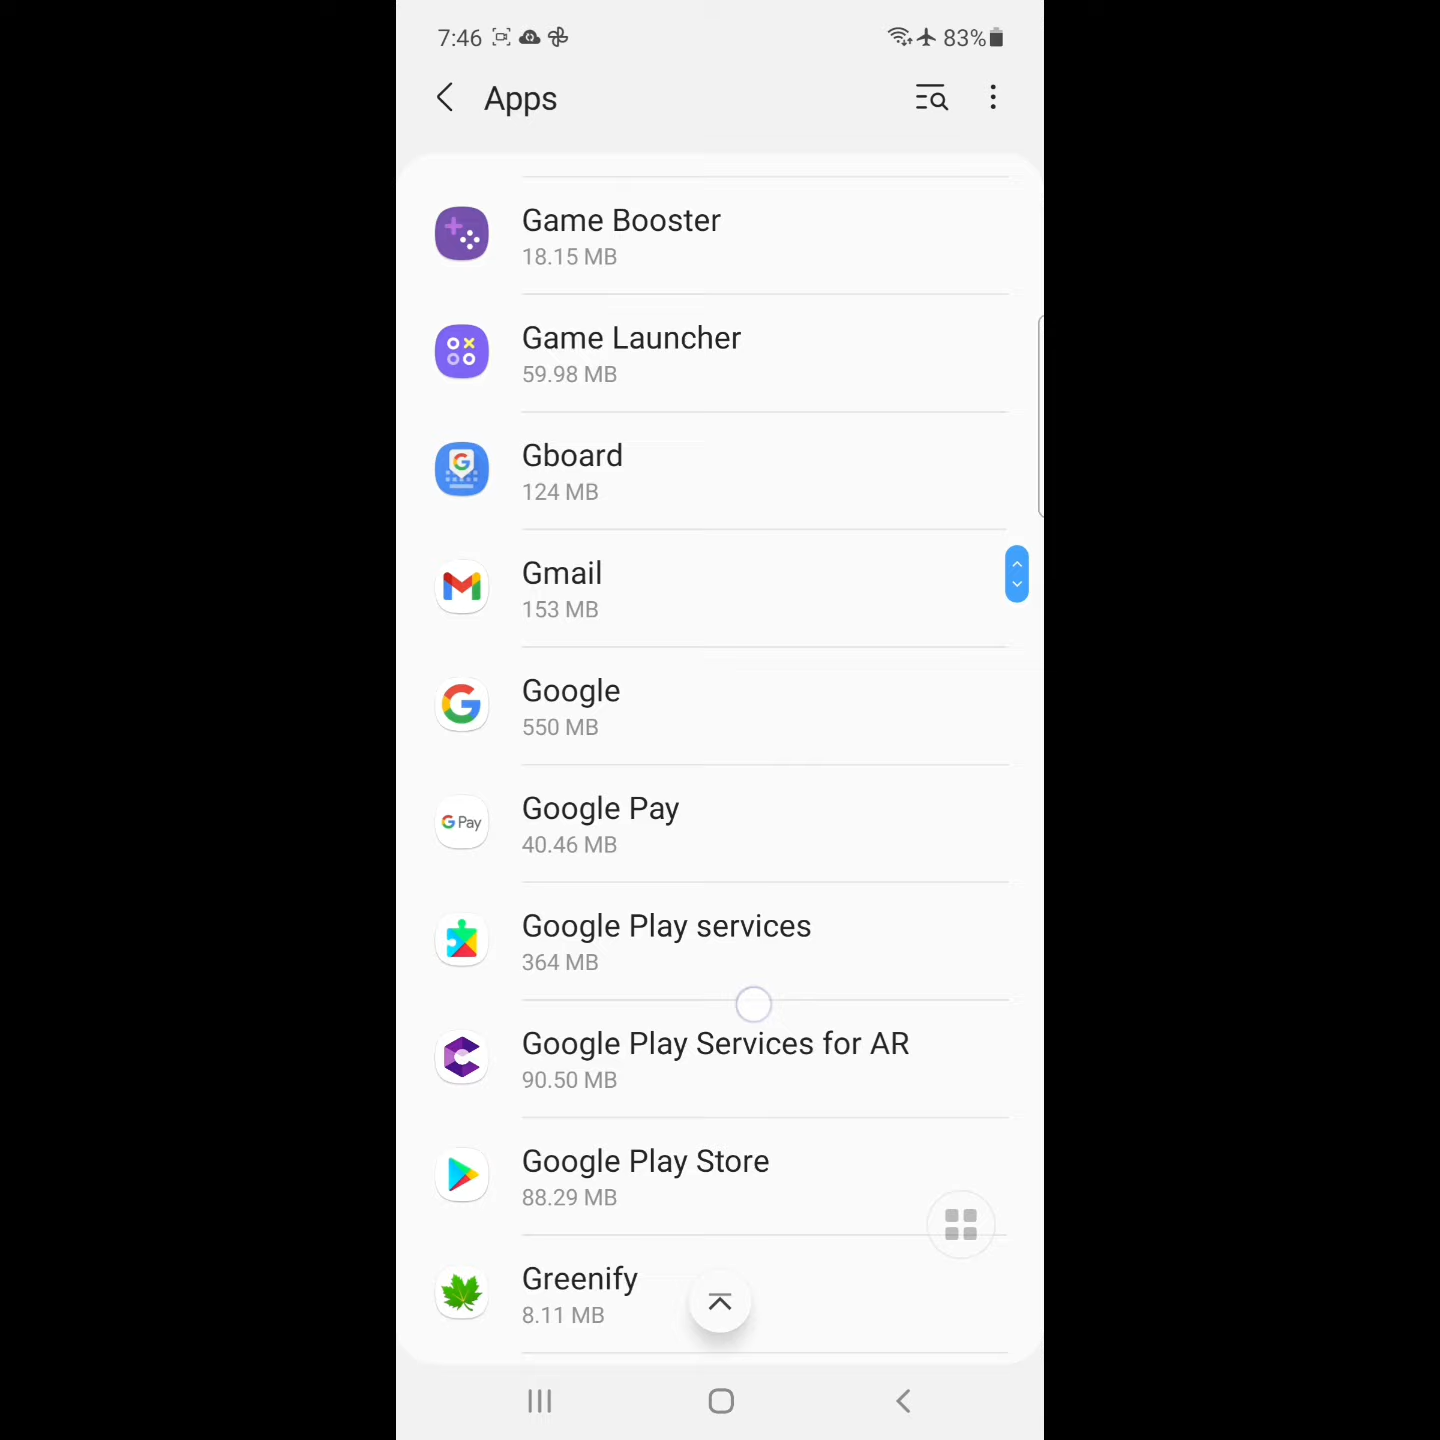 7:46 83%
Apps
Game Booster
18.15 MB
Game Launcher
59.98 MB
Gboard
124 MB
Gmail
153 MB
Google
550 MB
G Pay
Google Pay
40.46 MB
Google Play services
364 MB
Google Play Services for AR
90.50 MB
Google Play Store
88.29 MB
Greenify
8.11 MB